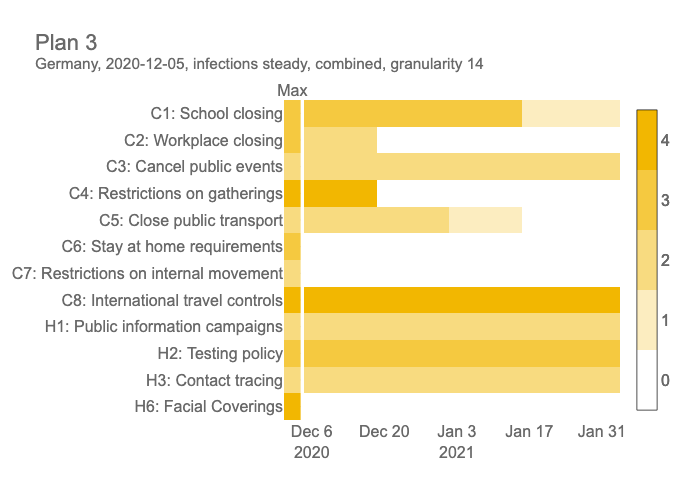 Plan 3
Germany, 2020-12-05, infections steady, combined, granularity 14
Max
C1: School closing
C2: Workplace closing
C3: Cancel public events
C4: Restrictions on gatherings
C5: Close public transport
C6: Stay at home requirements
C7: Restrictions on internal movement
C8: International travel controls
H1: Public information campaigns
H2: Testing policy
H3: Contact tracing
H6: Facial Coverings
Dec 6 Dec 20 Jan 3 Jan 17 Jan 31
2020 2021
4
3
2
1
0